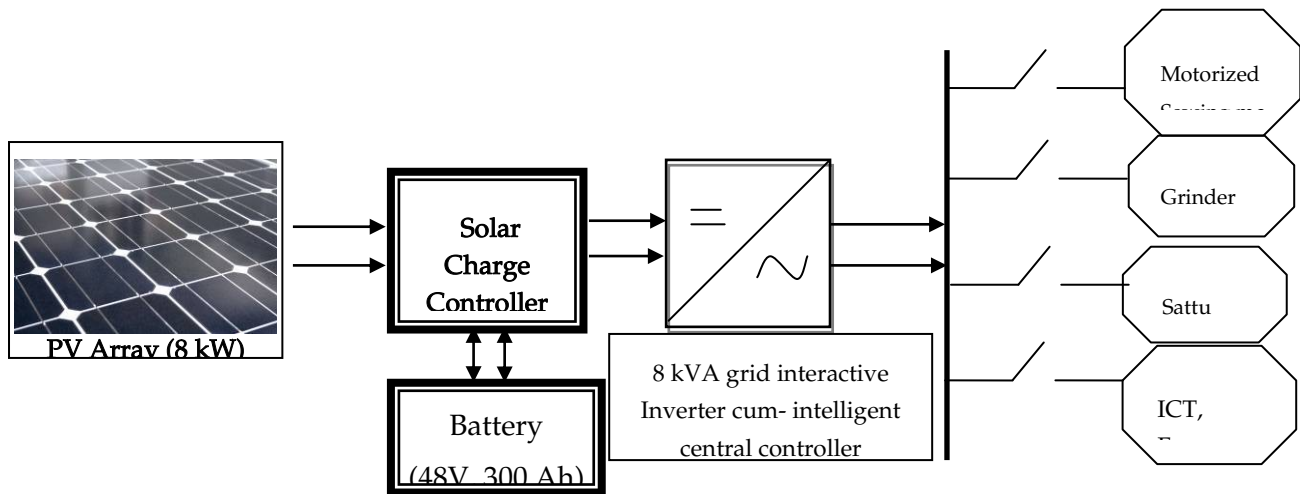 PV Array (8 kW)
Solar
Charge
Controller
Battery
(48V, 300 Ah)
8 kVA grid interactive
Inverter cum- intelligent
central controller
Motorized
Grinder
Sattu
ICT,